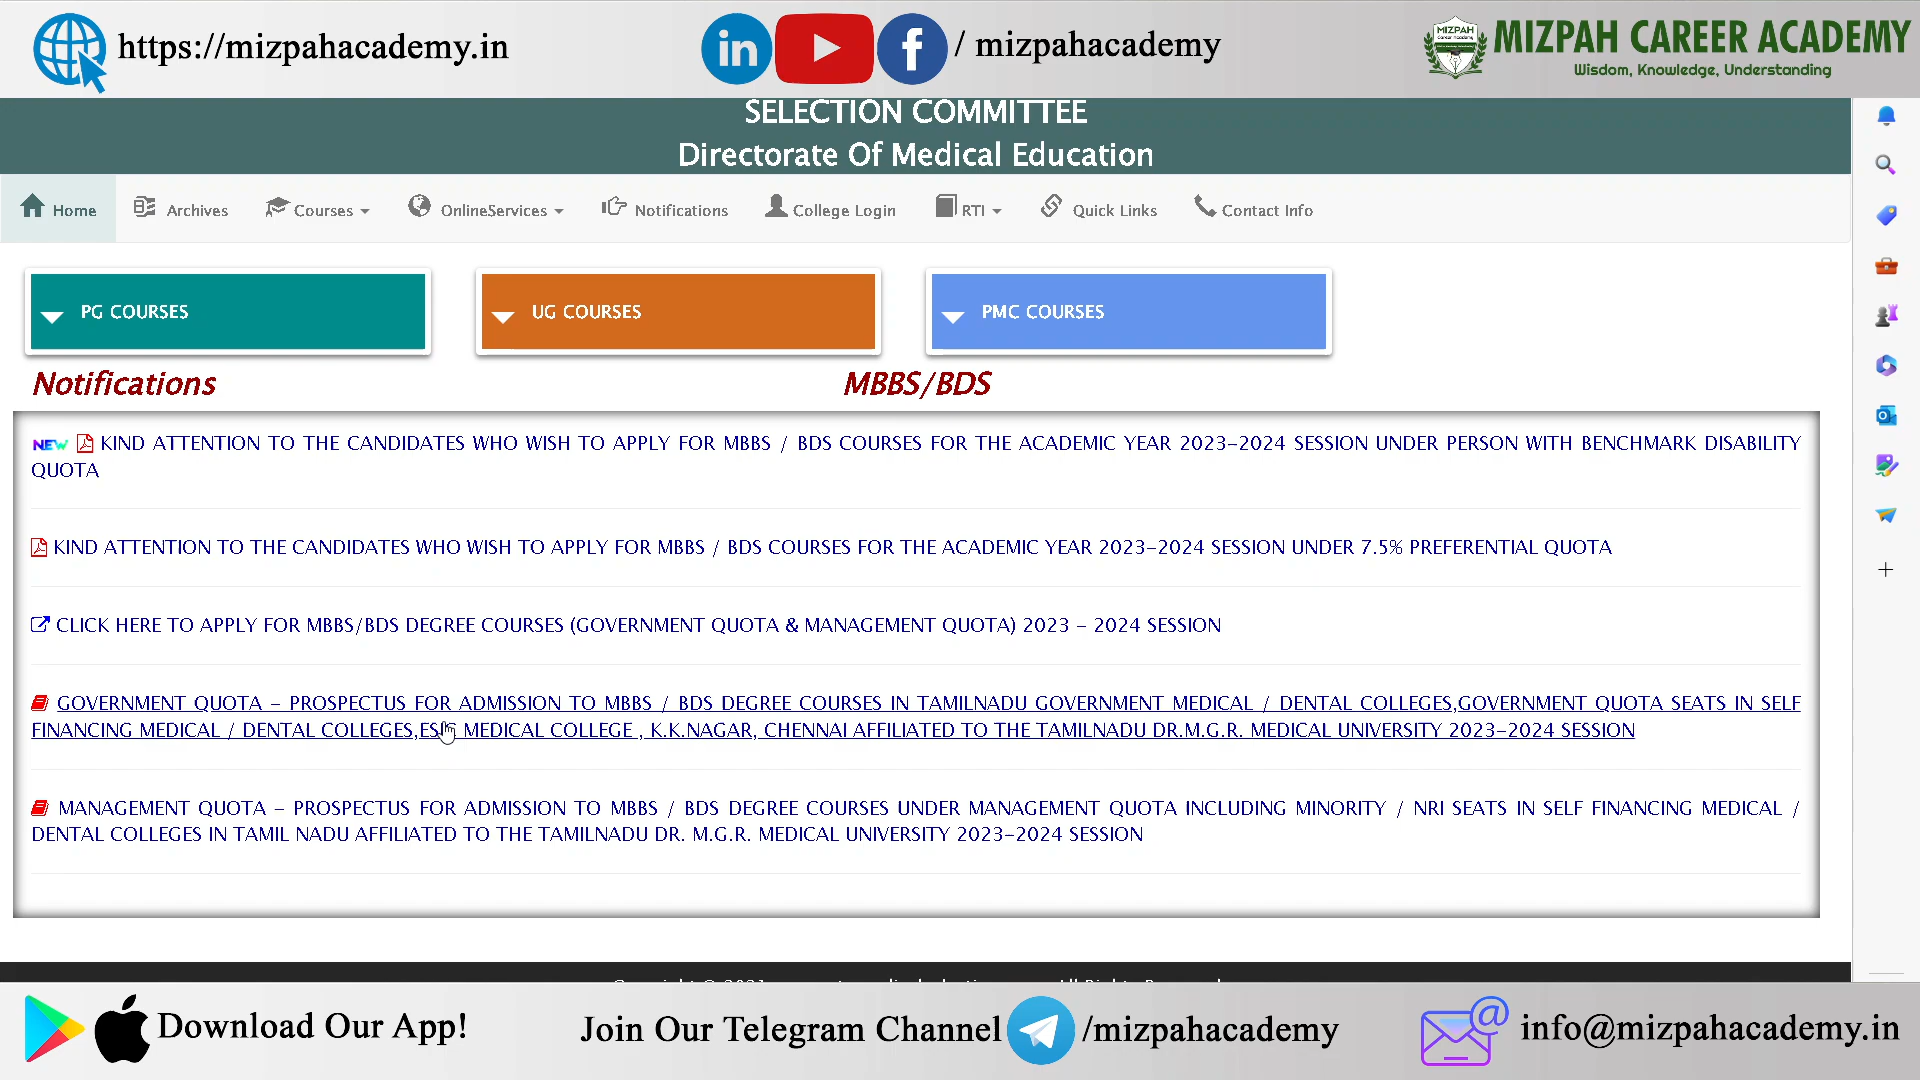 https://mizpahacademy.in
/ mizpahacademy
MIZPAH
MIZPAH CAREER ACADEMY
Wisdom, Knowledge, Understanding
SELECTION COMMITTEE
Directorate Of Medical Education
Home
Archives
Courses
OnlineServices
Notifications
College Login
RTI
Quick Links
Contact Info
PG COURSES
UG COURSES
PMC COURSES
Notifications
MBBS/BDS
NEW KIND ATTENTION TO THE CANDIDATES WHO WISH TO APPLY FOR MBBS / BDS COURSES FOR THE ACADEMIC YEAR 2023-2024 SESSION UNDER PERSON WITH BENCHMARK DISABILITY
QUOTA
KIND ATTENTION TO THE CANDIDATES WHO WISH TO APPLY FOR MBBS / BDS COURSES FOR THE ACADEMIC YEAR 2023-2024 SESSION UNDER 7.5% PREFERENTIAL QUOTA
CLICK HERE TO APPLY FOR MBBS/BDS DEGREE COURSES (GOVERNMENT QUOTA & MANAGEMENT QUOTA) 2023 - 2024 SESSION
GOVERNMENT QUOTA - PROSPECTUS FOR ADMISSION TO MBBS / BDS DEGREE COURSES IN TAMILNADU GOVERNMENT MEDICAL / DENTAL COLLEGES,GOVERNMENT QUOTA SEATS IN SELF
FINANCING MEDICAL / DENTAL COLLEGES, MEDICAL COLLEGE , K.K.NAGAR, CHENNAI AFFILIATED TO THE TAMILNADU DR.M.G.R. MEDICAL UNIVERSITY 2023-2024 SESSION
MANAGEMENT QUOTA - PROSPECTUS FOR ADMISSION TO MBBS / BDS DEGREE COURSES UNDER MANAGEMENT QUOTA INCLUDING MINORITY / NRI SEATS IN SELF FINANCING MEDICAL /
DENTAL COLLEGES IN TAMIL NADU AFFILIATED TO THE TAMILNADU DR. M.G.R. MEDICAL UNIVERSITY 2023-2024 SESSION
Download Our App!
Join Our Telegram Channel
/mizpahacademy
info@mizpahacademy.in